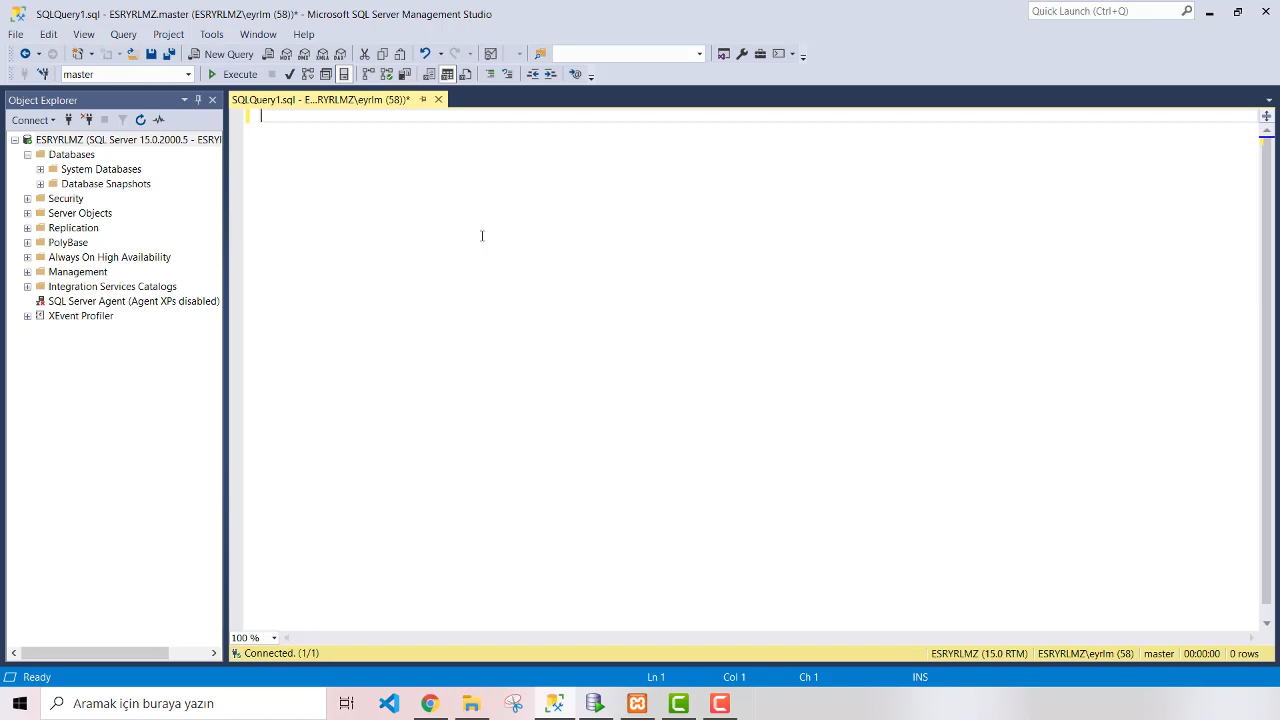 SQLQuery1.sql - ESRYRLMZ.master (ESRYRLMZ\eyrlm (58))* - Microsoft SQL Server Management Studio
Quick Launch (Ctrl+Q)
File Edit View Query Project Tools Window Help
New Query
master
Execute
Object Explorer
SQLQuery1.sql - E...RYRLMZ\eyrlm (58))*
Connect
ESRYRLMZ (SQL Server 15.0.2000.5 - ESRYI
Databases
System Databases
Database Snapshots
Security
Server Objects
Replication
PolyBase
Always On High Availability
Management
Integration Services Catalogs
SQL Server Agent (Agent XPs disabled)
XEvent Profiler
100 %
Connected. (1/1)
ESRYRLMZ (15.0 RTM)
ESRYRLMZ\eyrlm (58)
master
00:00:00
0 rows
Ready
Ln 1
Col 1
Ch 1
INS
Aramak için buraya yazın